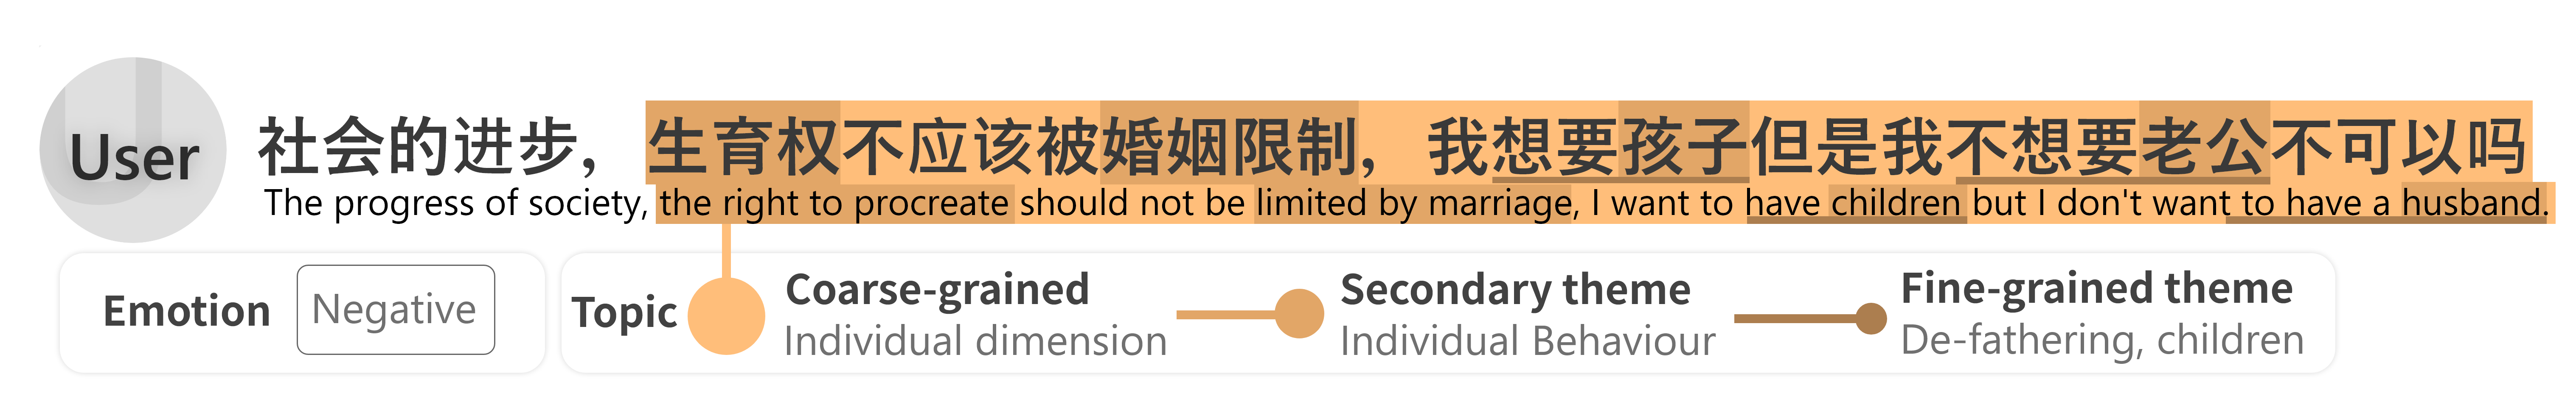 User
社会的进步，生育权不应该被婚姻限制，我想要孩子但是我不想要老公不可以吗
The progress of society, the right to procreate should not be limited by marriage, I want to have children but I don't want to have a husband.
Emotion Negative
Topic
Coarse-grained
Individual dimension
Secondary theme
Individual Behaviour
Fine-grained theme
De-fathering, children